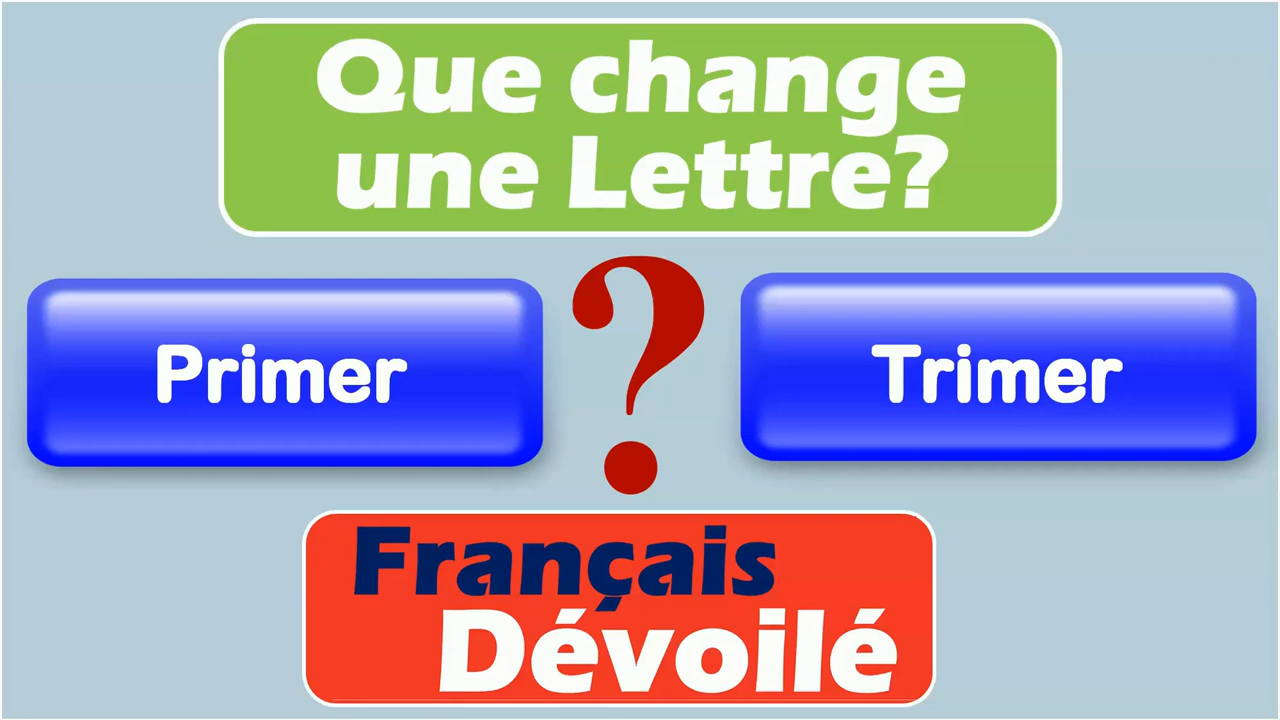 Que change
une Lettre?
Primer
?
Trimer
Français
Dévoilé